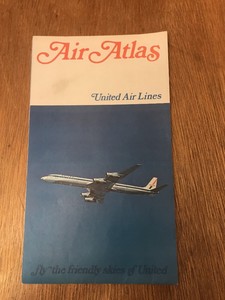 Air Atlas
United Air Lines
fly the friendly skies of United